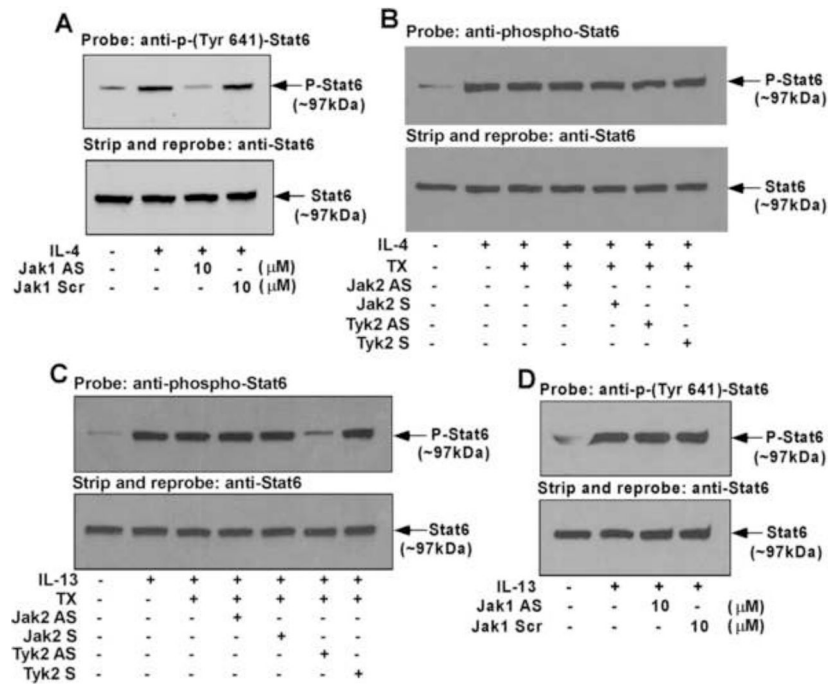 A
Probe: anti-p-(Tyr 641)-Stat6
P-Stat6
(~97kDa)
Strip and reprobe: anti-Stat6
Stat6
(~97kDa)
IL-4 - + + +
Jak1 AS - - 10 - (μM)
Jak1 Scr - - - 10 (μM)
B
Probe: anti-phospho-Stat6
P-Stat6
(~97kDa)
Strip and reprobe: anti-Stat6
Stat6
(~97kDa)
IL-4 - + + + + + +
TX - - + + + + +
Jak2 AS - - - + - - -
Jak2 S - - - - + - -
Tyk2 AS - - - - - + -
Tyk2 S - - - - - - +
C
Probe: anti-phospho-Stat6
P-Stat6
(~97kDa)
Strip and reprobe: anti-Stat6
Stat6
(~97kDa)
IL-13 - + + + + + +
TX - - + + + + +
Jak2 AS - - - + - - -
Jak2 S - - - - + - -
Tyk2 AS - - - - - + -
Tyk2 S - - - - - - +
D
Probe: anti-p-(Tyr 641)-Stat6
P-Stat6
(~97kDa)
Strip and reprobe: anti-Stat6
Stat6
(~97kDa)
IL-13 - + + +
Jak1 AS - - 10 - (μM)
Jak1 Scr - - - 10 (μM)